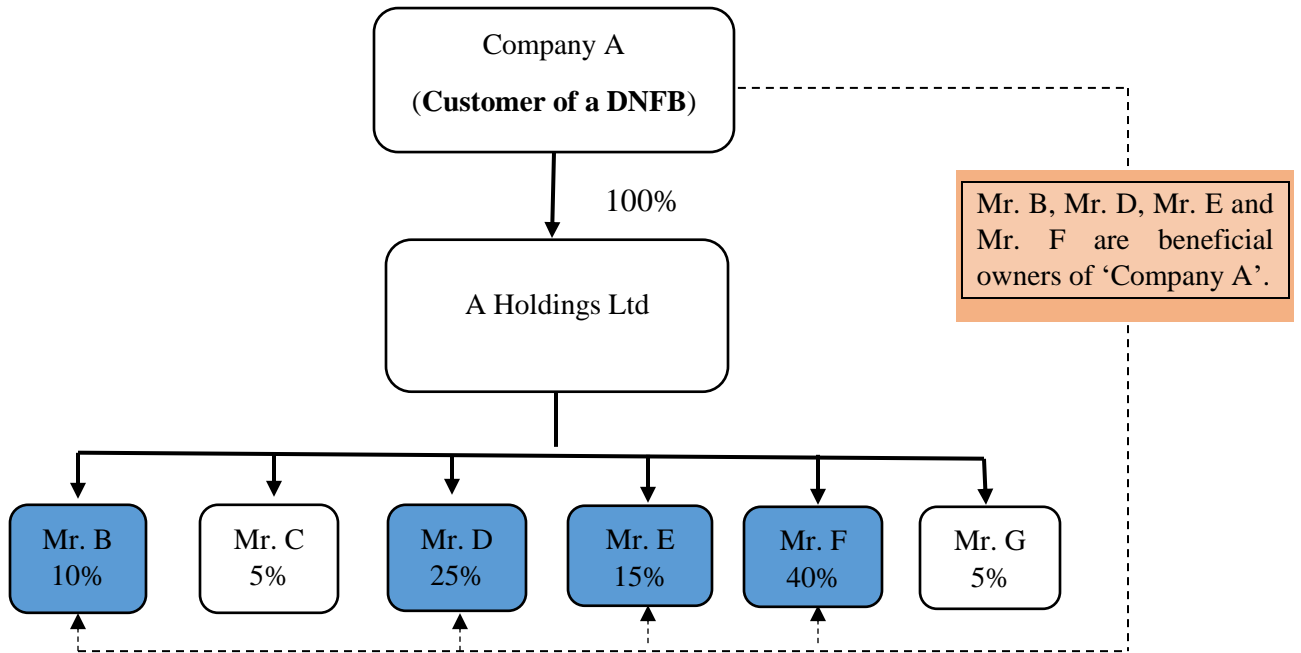 Company A
(Customer of a DNFB)
100%
Mr. B, Mr. D, Mr. E and
Mr. F are beneficial
owners of ‘Company A’.
A Holdings Ltd
Mr. B
10%
Mr. C
5%
Mr. D
25%
Mr. E
15%
Mr. F
40%
Mr. G
5%